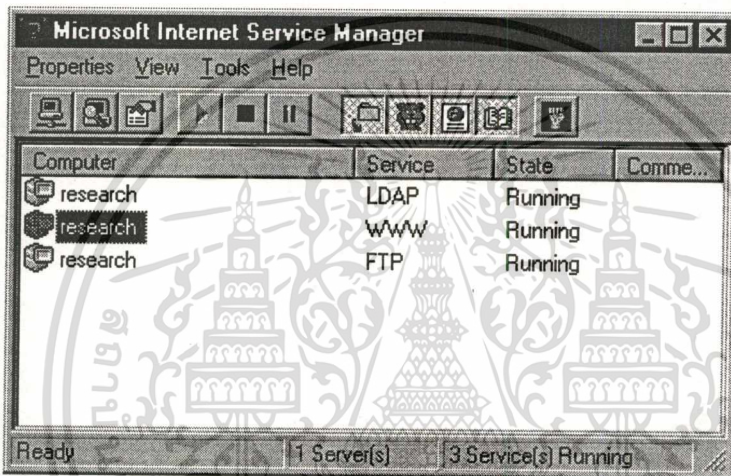 Microsoft Internet Service Manager
Properties View Tools Help
Computer Service State Comme...
research LDAP Running
research WWW Running
research FTP Running
Ready 1 Server(s) 3 Service(s) Running